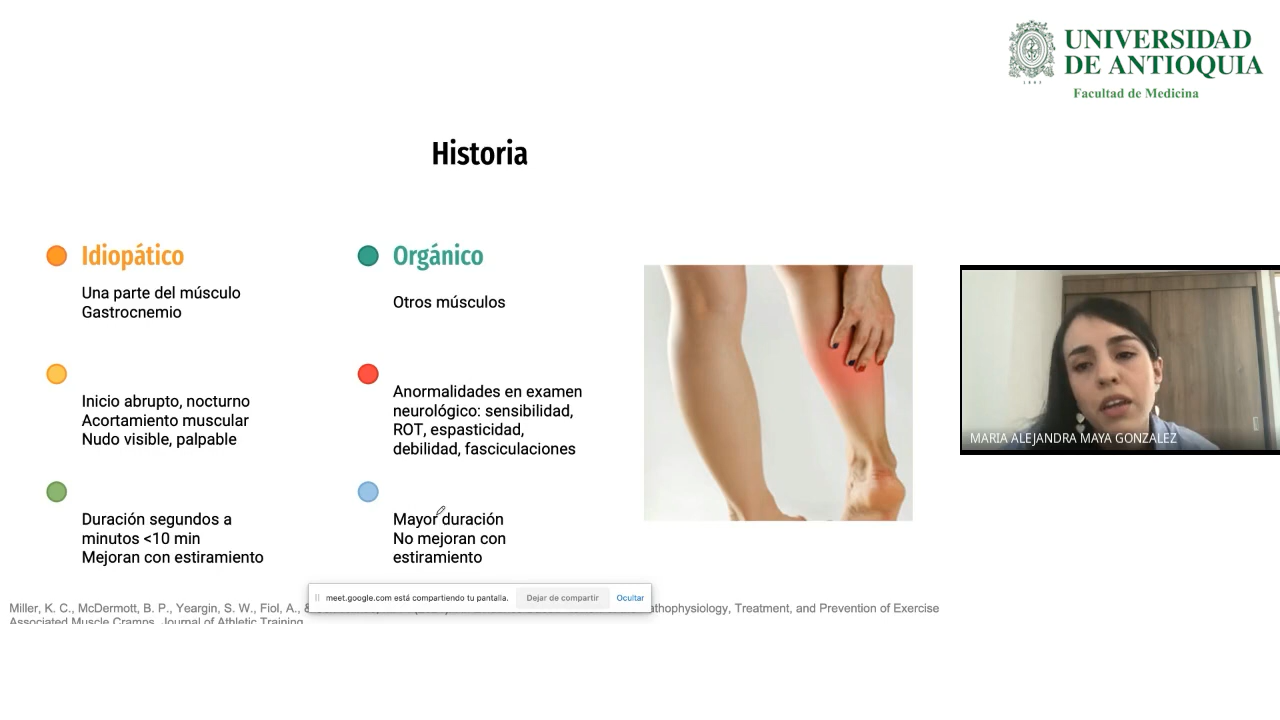 UNIVERSIDAD
DE ANTIOQUIA
Facultad de Medicina
1803
Historia
Idiopático
Una parte del músculo
Gastrocnemio
Inicio abrupto, nocturno
Acortamiento muscular
Nudo visible, palpable
Duración segundos a
minutos <10 min
Mejoran con estiramiento
Orgánico
Otros músculos
Anormalidades en examen
neurológico: sensibilidad,
ROT, espasticidad,
debilidad, fasciculaciones
Mayor duración
No mejoran con
estiramiento
MARIA ALEJANDRA MAYA GONZALEZ
meet.google.com está compartiendo tu pantalla.
Dejar de compartir
Ocultar
Miller, K. C., McDermott, B. P., Yeargin, S. W., Fiol, A., & athophysiology, Treatment, and Prevention of Exercise
Associated Muscle Cramps. Journal of Athletic Training